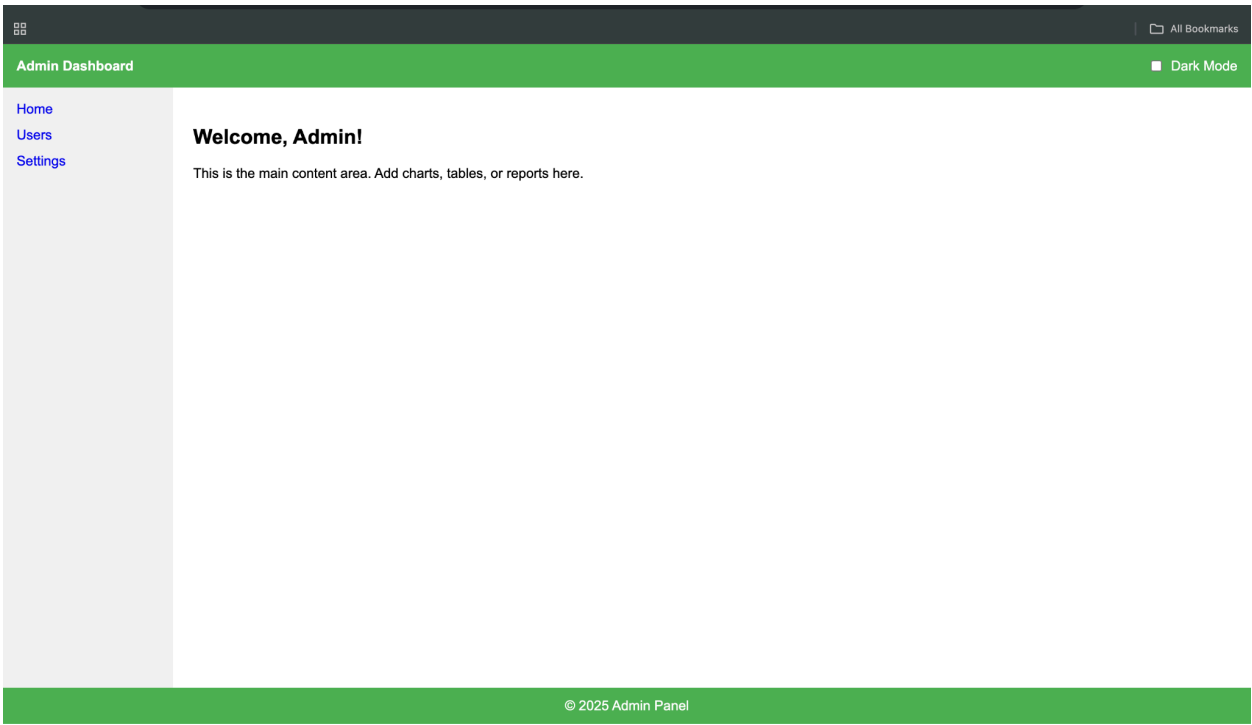 All Bookmarks
Admin Dashboard
Dark Mode
Home
Users
Settings
Welcome, Admin!
This is the main content area. Add charts, tables, or reports here.
© 2025 Admin Panel